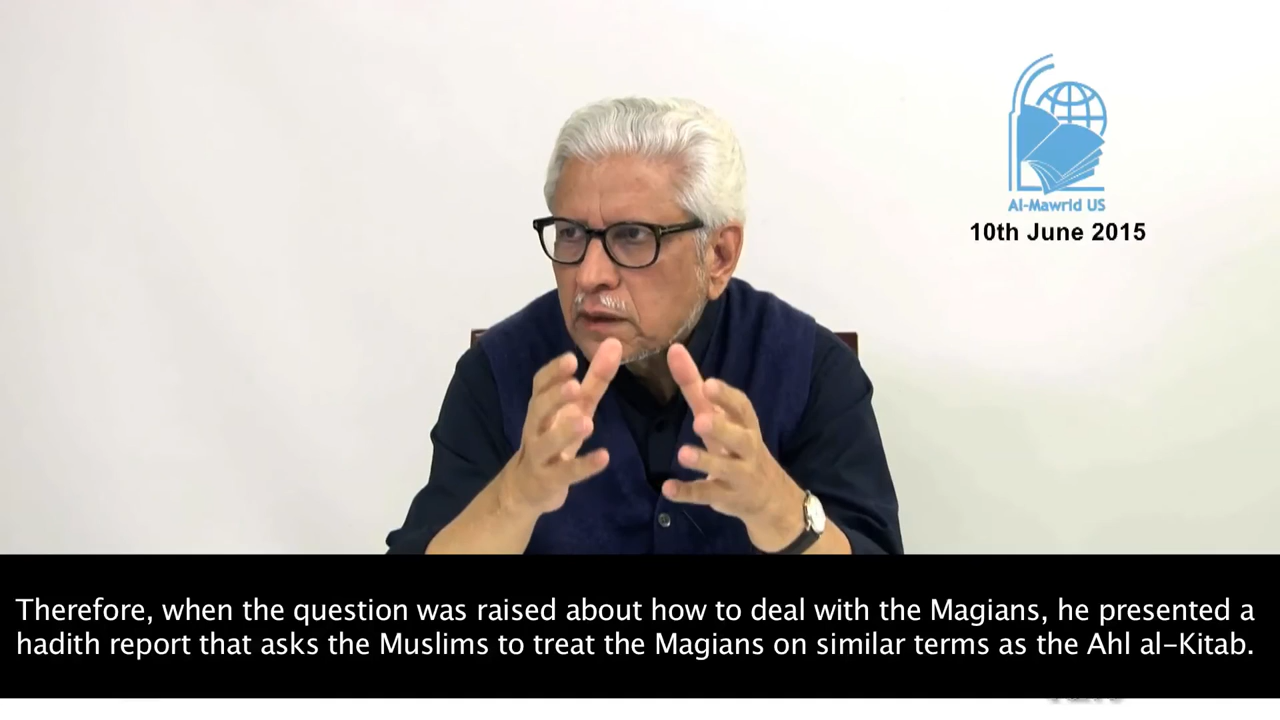 Al-Mawrid US
10th June 2015
Therefore, when the question was raised about how to deal with the Magians, he presented a
hadith report that asks the Muslims to treat the Magians on similar terms as the Ahl al-Kitab.